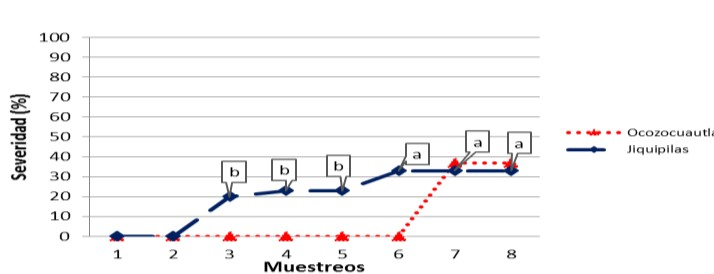 100
90
80
70
60
50
40
30
20
10
0
Severidad (%)
b
b
b
a
a
a
1 2 3 4 5 6 7 8
Muestreos
Ocozocuautla
Jiquipilas